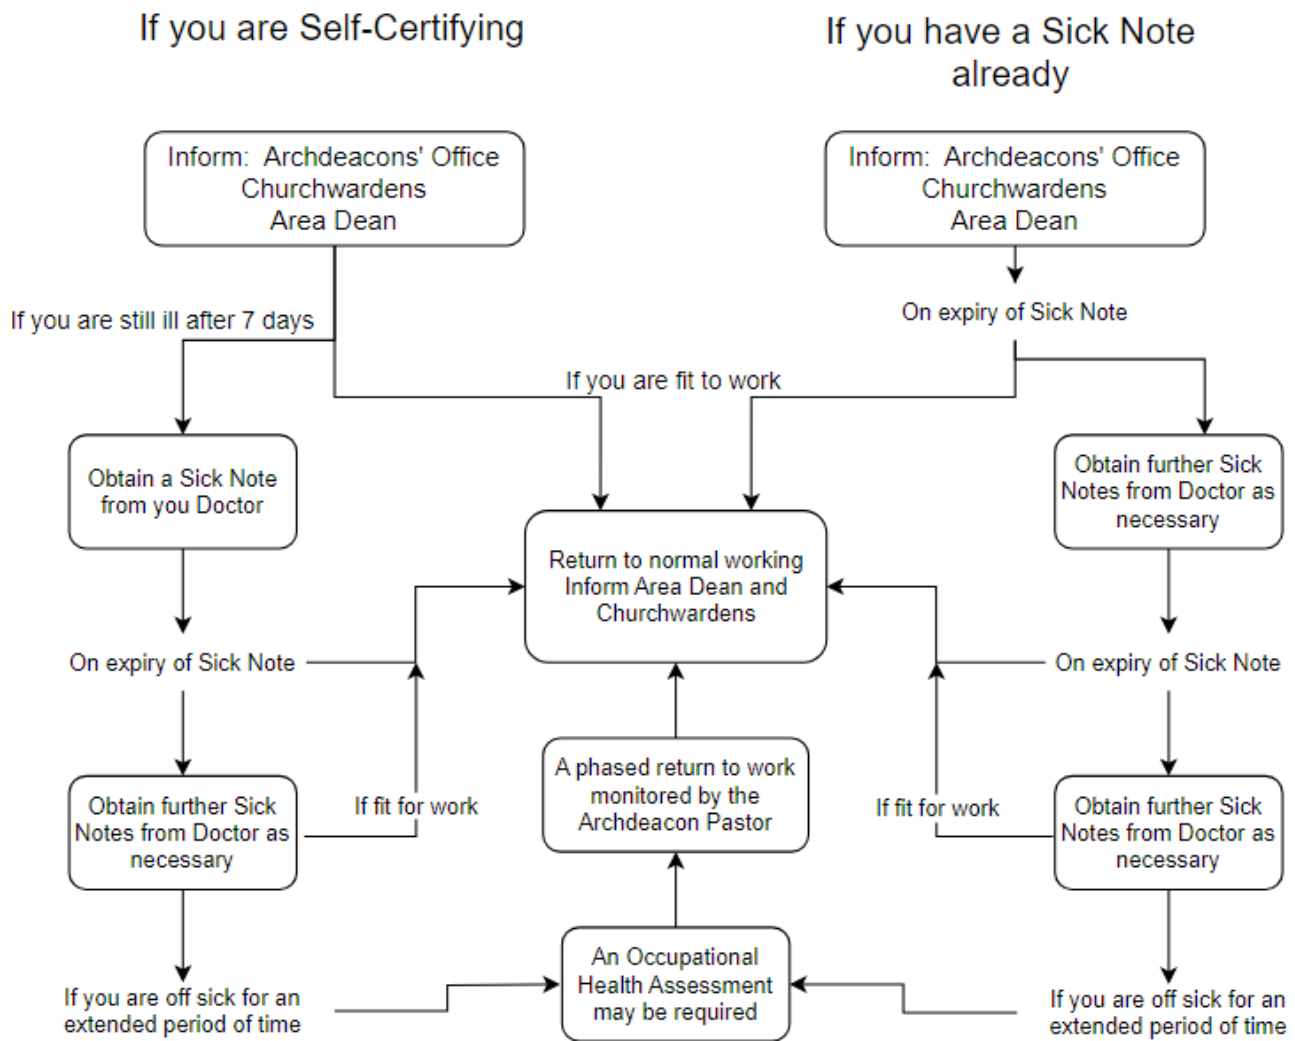 If you are Self-Certifying
If you have a Sick Note
already
Inform:  Archdeacons' Office
Churchwardens
Area Dean
Inform:  Archdeacons' Office
Churchwardens
Area Dean
If you are still ill after 7 days
On expiry of Sick Note
If you are fit to work
Obtain a Sick Note
from you Doctor
Obtain further Sick
Notes from Doctor as
necessary
Return to normal working
Inform Area Dean and
Churchwardens
On expiry of Sick Note
On expiry of Sick Note
Obtain further Sick
Notes from Doctor as
necessary
If fit for work
A phased return to work
monitored by the
Archdeacon Pastor
If fit for work
Obtain further Sick
Notes from Doctor as
necessary
If you are off sick for an
extended period of time
An Occupational
Health Assessment
may be required
If you are off sick for an
extended period of time